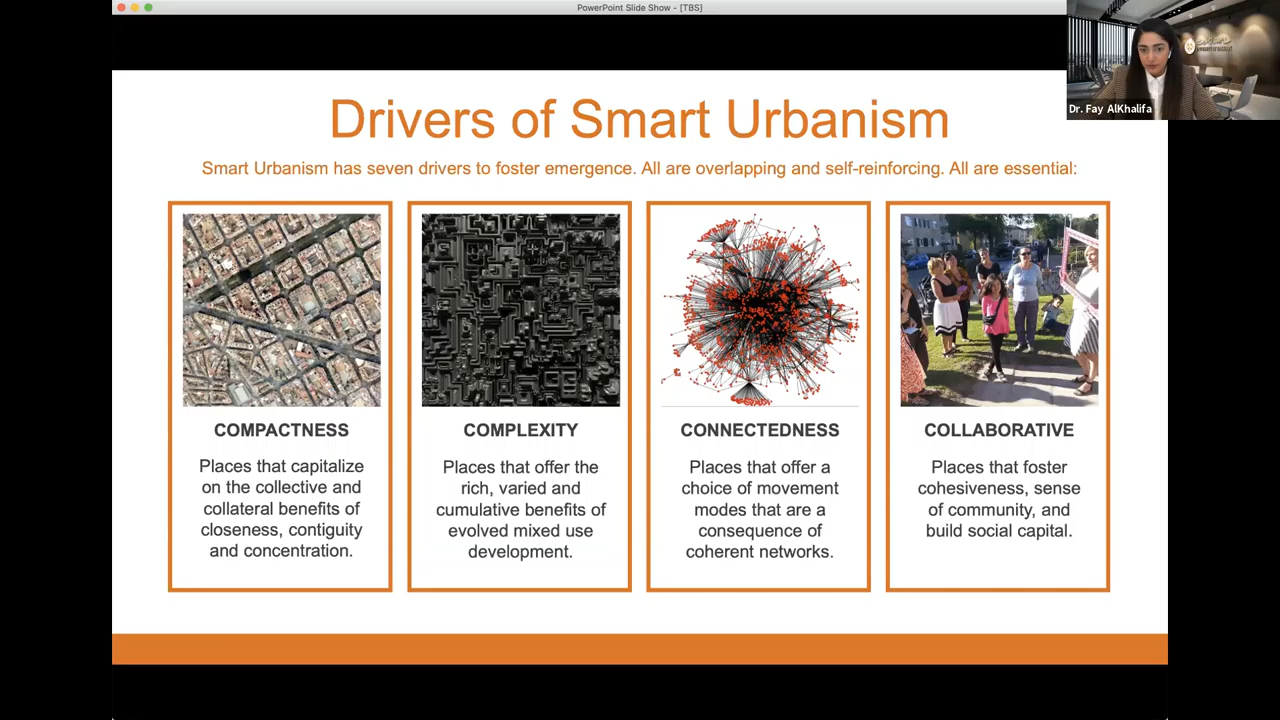 PowerPoint Slide Show - [TBS]
Dr. Fay AlKhalifa
Drivers of Smart Urbanism
Smart Urbanism has seven drivers to foster emergence. All are overlapping and self-reinforcing. All are essential:
COMPACTNESS
Places that capitalize
on the collective and
collateral benefits of
closeness, contiguity
and concentration.
COMPLEXITY
Places that offer the
rich, varied and
cumulative benefits of
evolved mixed use
development.
CONNECTEDNESS
Places that offer a
choice of movement
modes that are a
consequence of
coherent networks.
COLLABORATIVE
Places that foster
cohesiveness, sense
of community, and
build social capital.